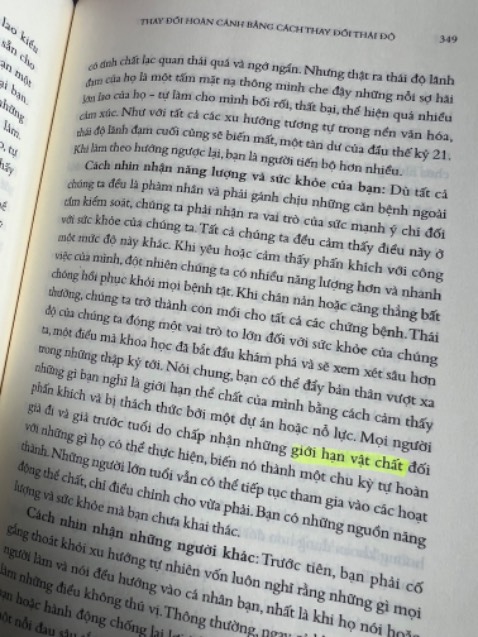 THAY ĐỔI HOÀN CẢNH BẰNG CÁCH THAY ĐỔI THÁI ĐỘ 349
có tính chất lạc quan thái quá và ngớ ngẩn. Nhưng thật ra thái độ lãnh
đạm của họ là một tấm mặt nạ thông minh che đậy những nỗi sợ hãi
lớn lao của họ – tự làm cho mình bối rối, thất bại, thể hiện quá nhiều
cảm xúc. Như với tất cả các xu hướng tương tự trong nền văn hóa,
thái độ lãnh đạm cuối cùng sẽ biến mất, một tàn dư của đầu thế kỷ 21.
Khi làm theo hướng ngược lại, bạn là người tiến bộ hơn nhiều.
Cách nhìn nhận năng lượng và sức khỏe của bạn: Dù tất cả
chúng ta đều là phàm nhân và phải gánh chịu những căn bệnh ngoài
tầm kiểm soát, chúng ta phải nhận ra vai trò của sức mạnh ý chí đối
với sức khỏe của chúng ta. Tất cả chúng ta đều cảm thấy điều này ở
một mức độ này khác. Khi yêu hoặc cảm thấy phấn khích với công
việc của mình, đột nhiên chúng ta có nhiều năng lượng hơn và nhanh
chóng hồi phục khỏi mọi bệnh tật. Khi chán nản hoặc căng thẳng bất
thường, chúng ta trở thành con mồi cho tất cả các chứng bệnh. Thái
độ của chúng ta đóng một vai trò to lớn đối với sức khỏe của chúng
ta, một điều mà khoa học đã bắt đầu khám phá và sẽ xem xét sâu hơn
trong những thập kỷ tới. Nói chung, bạn có thể đẩy bản thân vượt xa
những gì bạn nghĩ là giới hạn thể chất của mình bằng cách cảm thấy
phấn khích và bị thách thức bởi một dự án hoặc nỗ lực. Mọi người
già đi và già trước tuổi do chấp nhận những giới hạn vật chất đối
với những gì họ có thể thực hiện, biến nó thành một chu kỳ tự hoàn
thành. Những người lớn tuổi vẫn có thể tiếp tục tham gia vào các hoạt
động thể chất, chỉ điều chỉnh cho vừa phải. Bạn có những nguồn năng
lượng và sức khỏe mà bạn chưa khai thác.
Cách nhìn nhận những người khác: Trước tiên, bạn phải cố
gắng thoát khỏi xu hướng tự nhiên vốn luôn nghĩ rằng những gì mọi
người làm và nói đều hướng vào cá nhân bạn, nhất là khi họ nói hoặc
làm những điều không thú vị. Thông thường, ngay
bạn hoặc hành động chống lại
một nỗi đau sâu